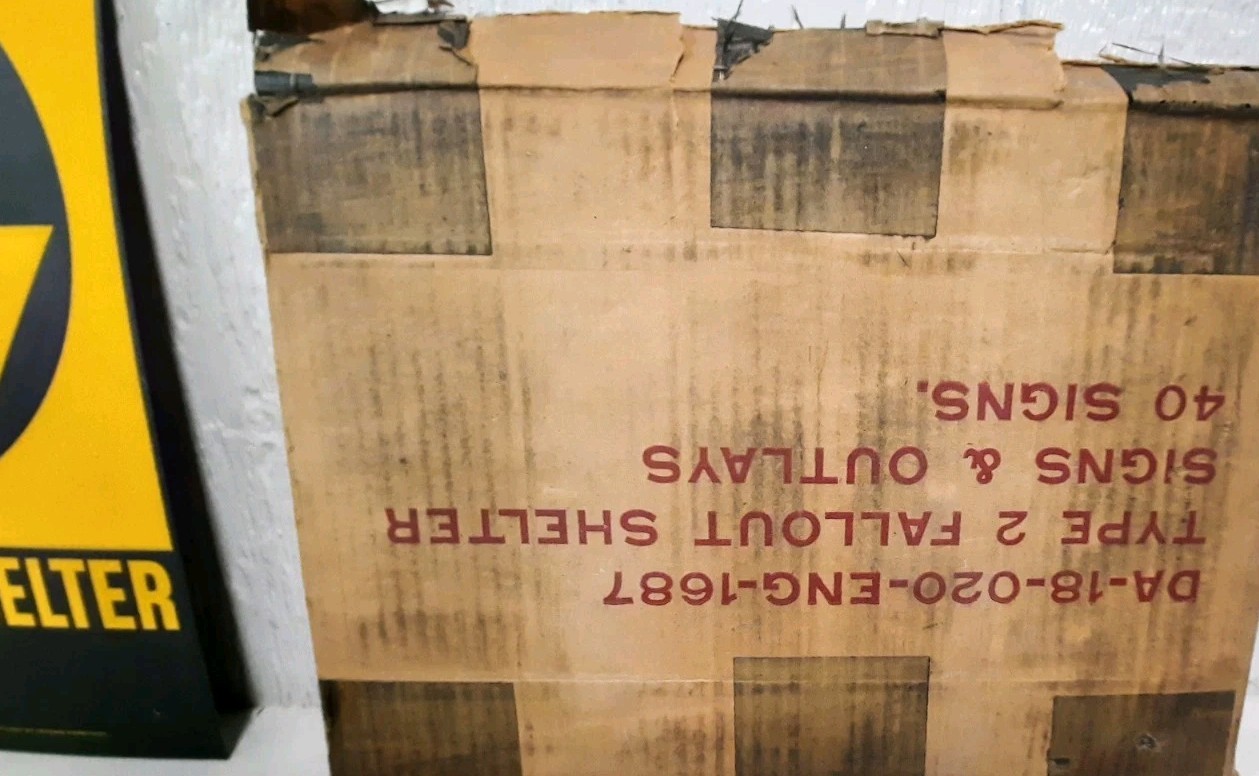 ELTER
DA-18-020-ENG-1687
TYPE 2 FALLOUT SHELTER
SIGNS & OUTLAYS
40 SIGNS.